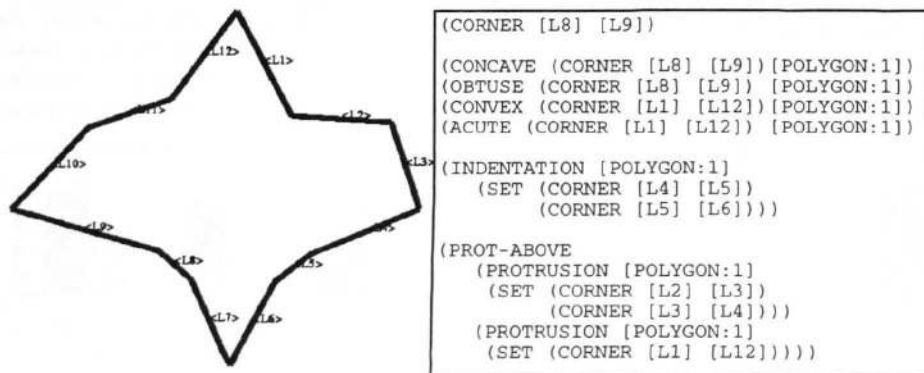 <L12>
<L1>
<L2>
<L3>
<L10>
<L9>
<L8>
<L5>
<L7>
<L6>
(CORNER [L8] [L9])
(CONCAVE (CORNER [L8] [L9])[POLYGON:1])
(OBTUSE (CORNER [L8] [L9]) [POLYGON:1])
(CONVEX (CORNER [L1] [L12])[POLYGON:1])
(ACUTE (CORNER [L1] [L12]) [POLYGON:1])
(INDENTATION [POLYGON:1]
(SET (CORNER [L4] [L5])
(CORNER [L5] [L6])))
(PROT-ABOVE
(PROTRUSION [POLYGON:1]
(SET (CORNER [L2] [L3])
(CORNER [L3] [L4])))
(PROTRUSION [POLYGON:1]
(SET (CORNER [L1] [L12]))))